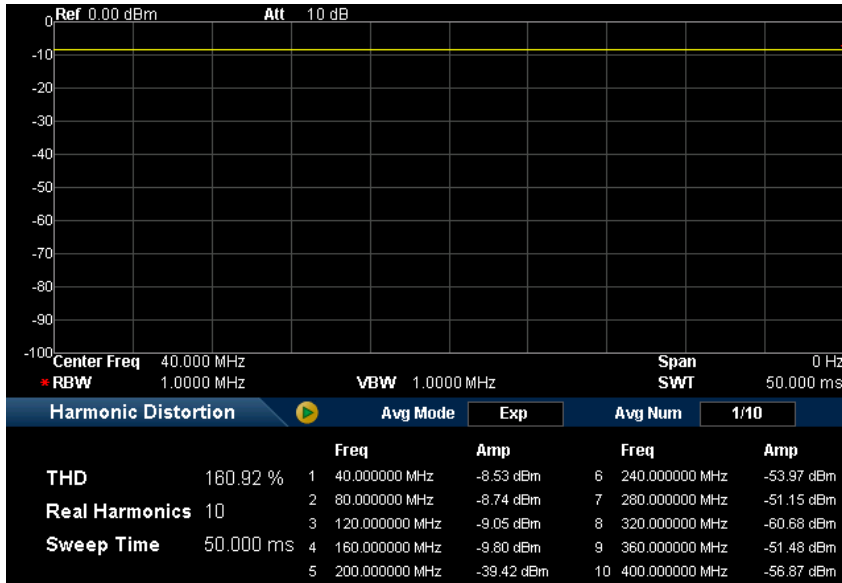 Ref 0.00 dBm Att 10 dB
0
-10
-20
-30
-40
-50
-60
-70
-80
-90
-100
Center Freq 40.000 MHz Span 0 Hz
*RBW 1.0000 MHz VBW 1.0000 MHz SWT 50.000 ms
Harmonic Distortion Avg Mode Exp Avg Num 1/10
Freq Amp Freq Amp
THD 160.92 % 1 40.000000 MHz -8.53 dBm 6 240.000000 MHz -53.97 dBm
2 80.000000 MHz -8.74 dBm 7 280.000000 MHz -51.15 dBm
Real Harmonics 10
3 120.000000 MHz -9.05 dBm 8 320.000000 MHz -60.68 dBm
Sweep Time 50.000 ms 4 160.000000 MHz -9.80 dBm 9 360.000000 MHz -51.48 dBm
5 200.000000 MHz -39.42 dBm 10 400.000000 MHz -56.87 dBm